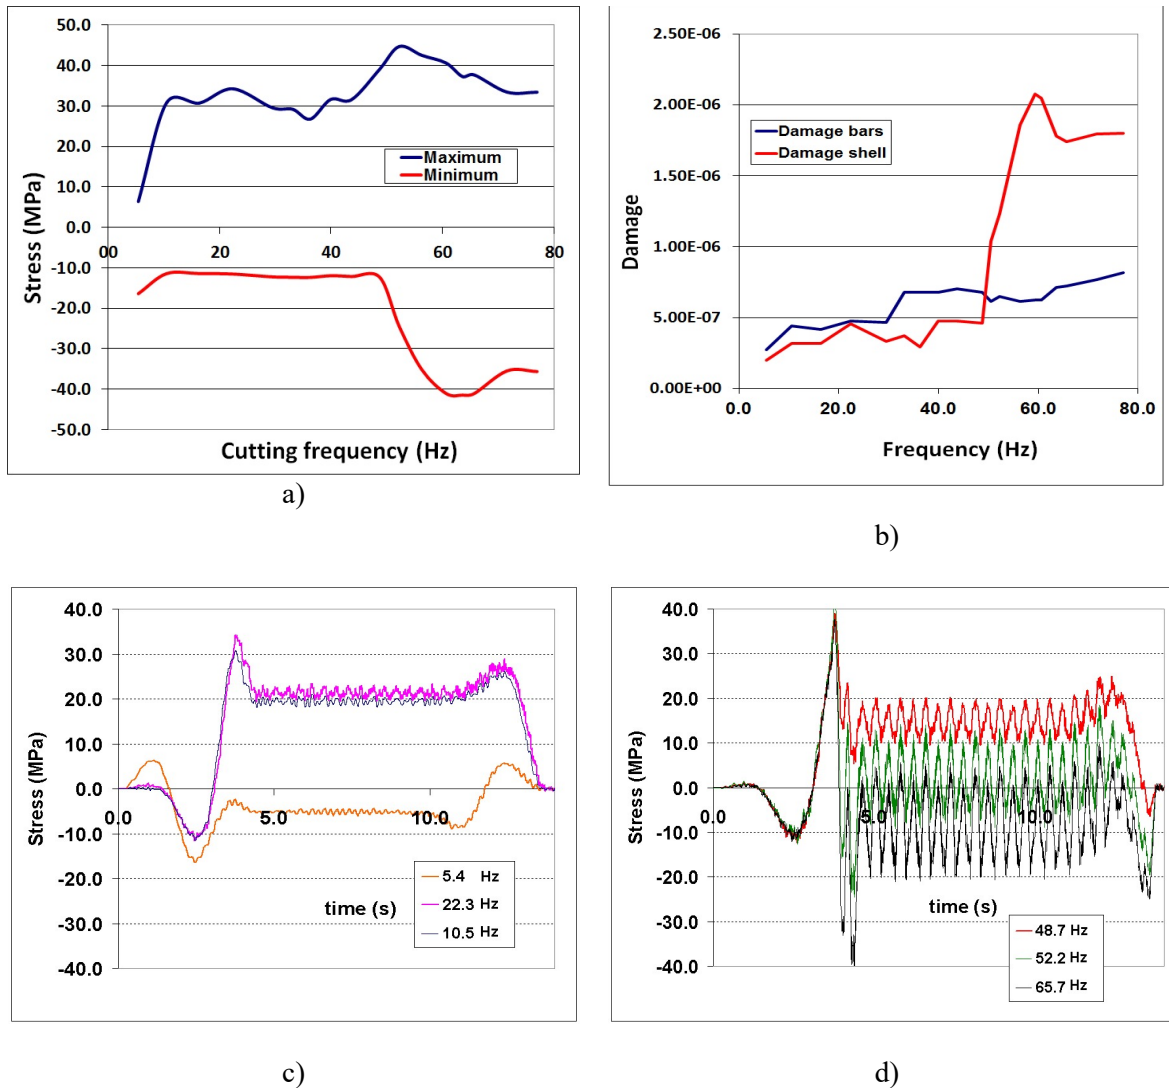 50.0
40.0
30.0
20.0
10.0
0.0
-10.0
-20.0
-30.0
-40.0
-50.0
00 20 40 60 80
Stress (MPa)
Maximum
Minimum
Cutting frequency (Hz)
a)
2.50E-06
2.00E-06
1.50E-06
1.00E-06
5.00E-07
0.00E+00
0.0 20.0 40.0 60.0 80.0
Damage
Damage bars
Damage shell
Frequency (Hz)
b)
40.0
30.0
20.0
10.0
0.0
-10.0
-20.0
-30.0
-40.0
0.0 5.0 10.0
Stress (MPa)
time (s)
5.4 Hz
22.3 Hz
10.5 Hz
c)
40.0
30.0
20.0
10.0
0.0
-10.0
-20.0
-30.0
-40.0
0.0 5.0 10.0
Stress (MPa)
time (s)
48.7 Hz
52.2 Hz
65.7 Hz
d)